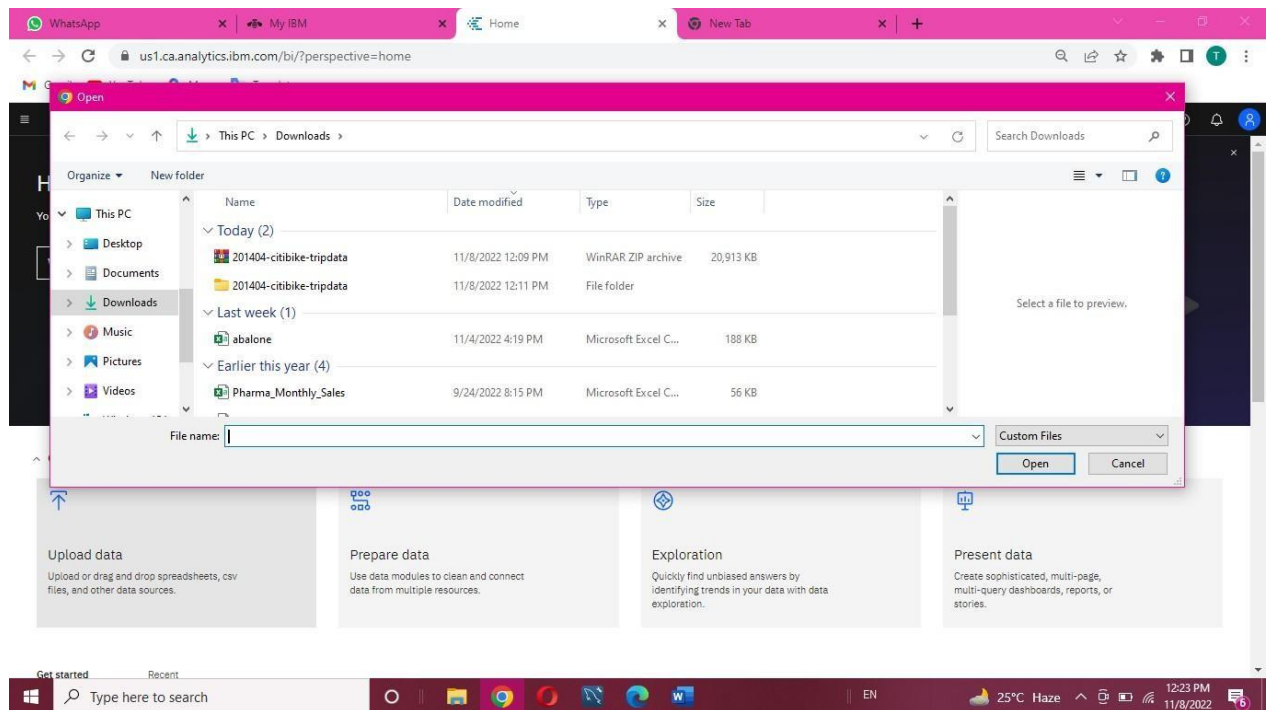 WhatsApp
My IBM
Home
New Tab
us1.ca.analytics.ibm.com/bi/?perspective=home
T
Open
This PC > Downloads >
Search Downloads
Organize
New folder
Name
Date modified
Type
Size
This PC
Desktop
Documents
Downloads
Music
Pictures
Videos
Today (2)
201404-citibike-tripdata 11/8/2022 12:09 PM WinRAR ZIP archive 20,913 KB
201404-citibike-tripdata 11/8/2022 12:11 PM File folder
Last week (1)
abalone 11/4/2022 4:19 PM Microsoft Excel C... 188 KB
Earlier this year (4)
Pharma_Monthly_Sales 9/24/2022 8:15 PM Microsoft Excel C... 56 KB
Select a file to preview.
File name:
Custom Files
Open
Cancel
Upload data
Upload or drag and drop spreadsheets, csv
files, and other data sources.
Prepare data
Use data modules to clean and connect
data from multiple resources.
Exploration
Quickly find unbiased answers by
identifying trends in your data with data
exploration.
Present data
Create sophisticated, multi-page,
multi-query dashboards, reports, or
stories.
Get started
Recent
Type here to search
EN
25°C Haze
12:23 PM
11/8/2022
6